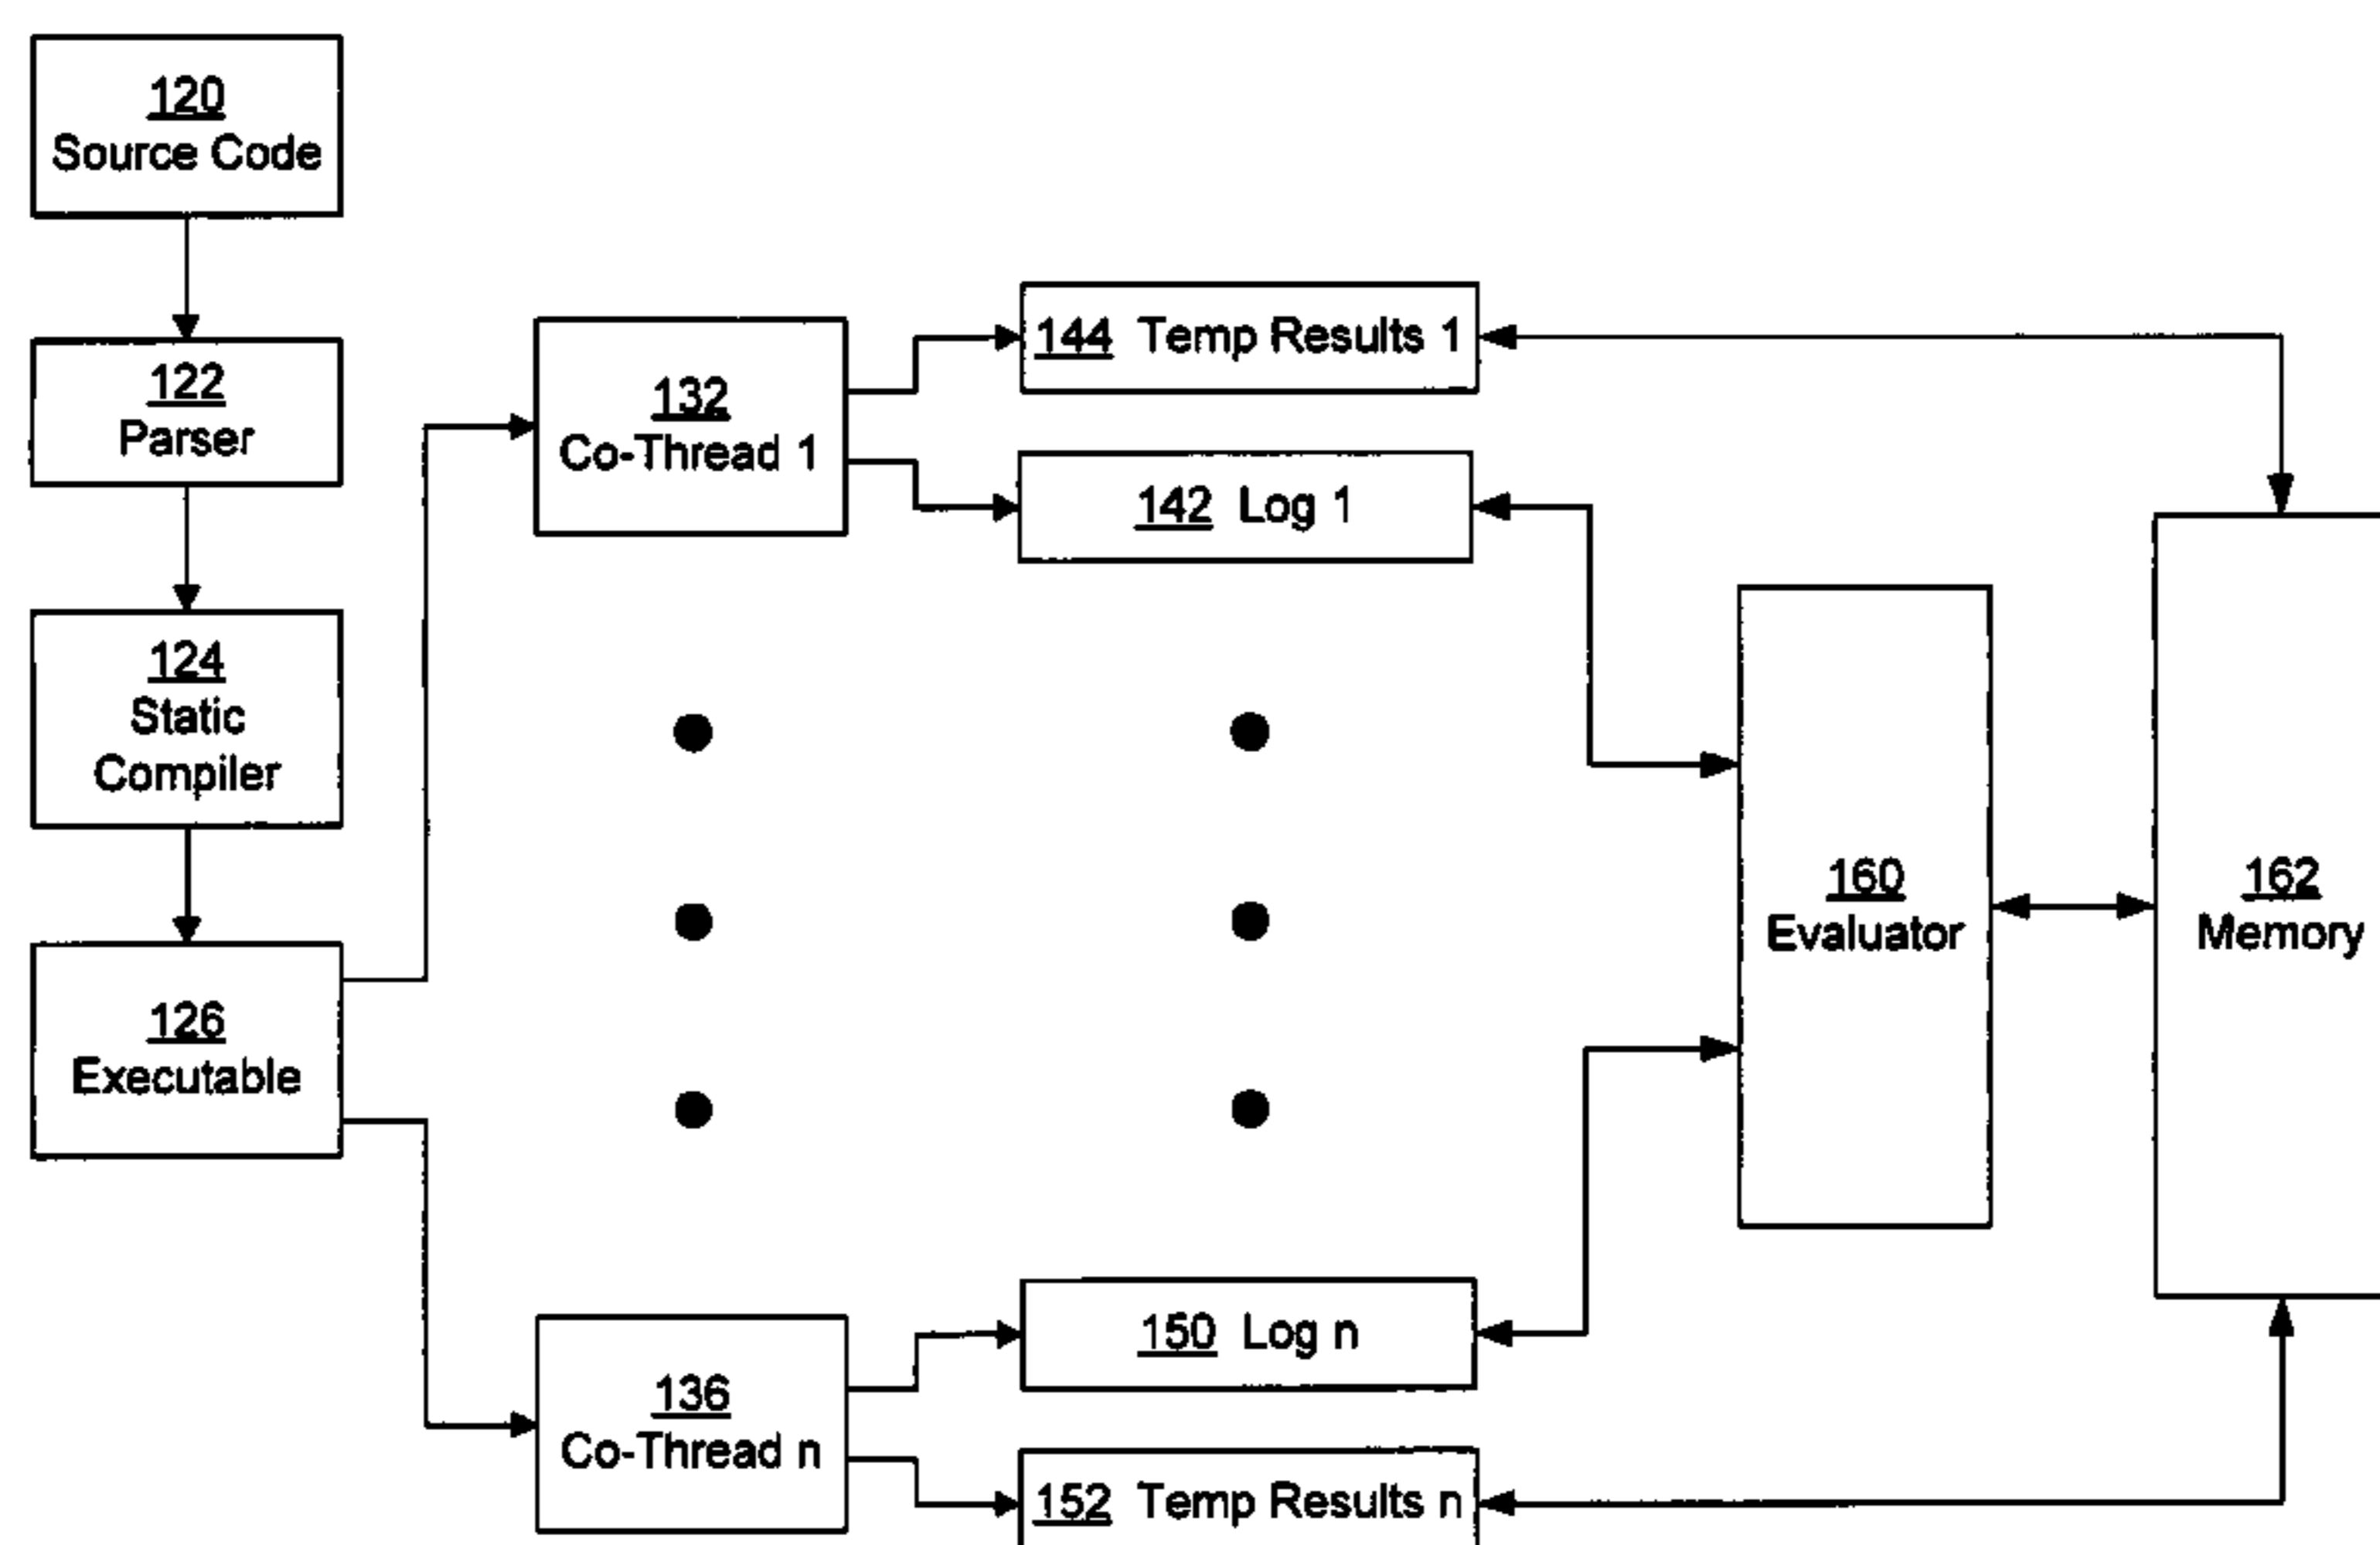 120
Source Code
122
Parser
124
Static
Compiler
126
Executable
132
Co-Thread 1
144 Temp Results 1
142 Log 1
160
Evaluator
162
Memory
136
Co-Thread n
150 Log n
152 Temp Results n